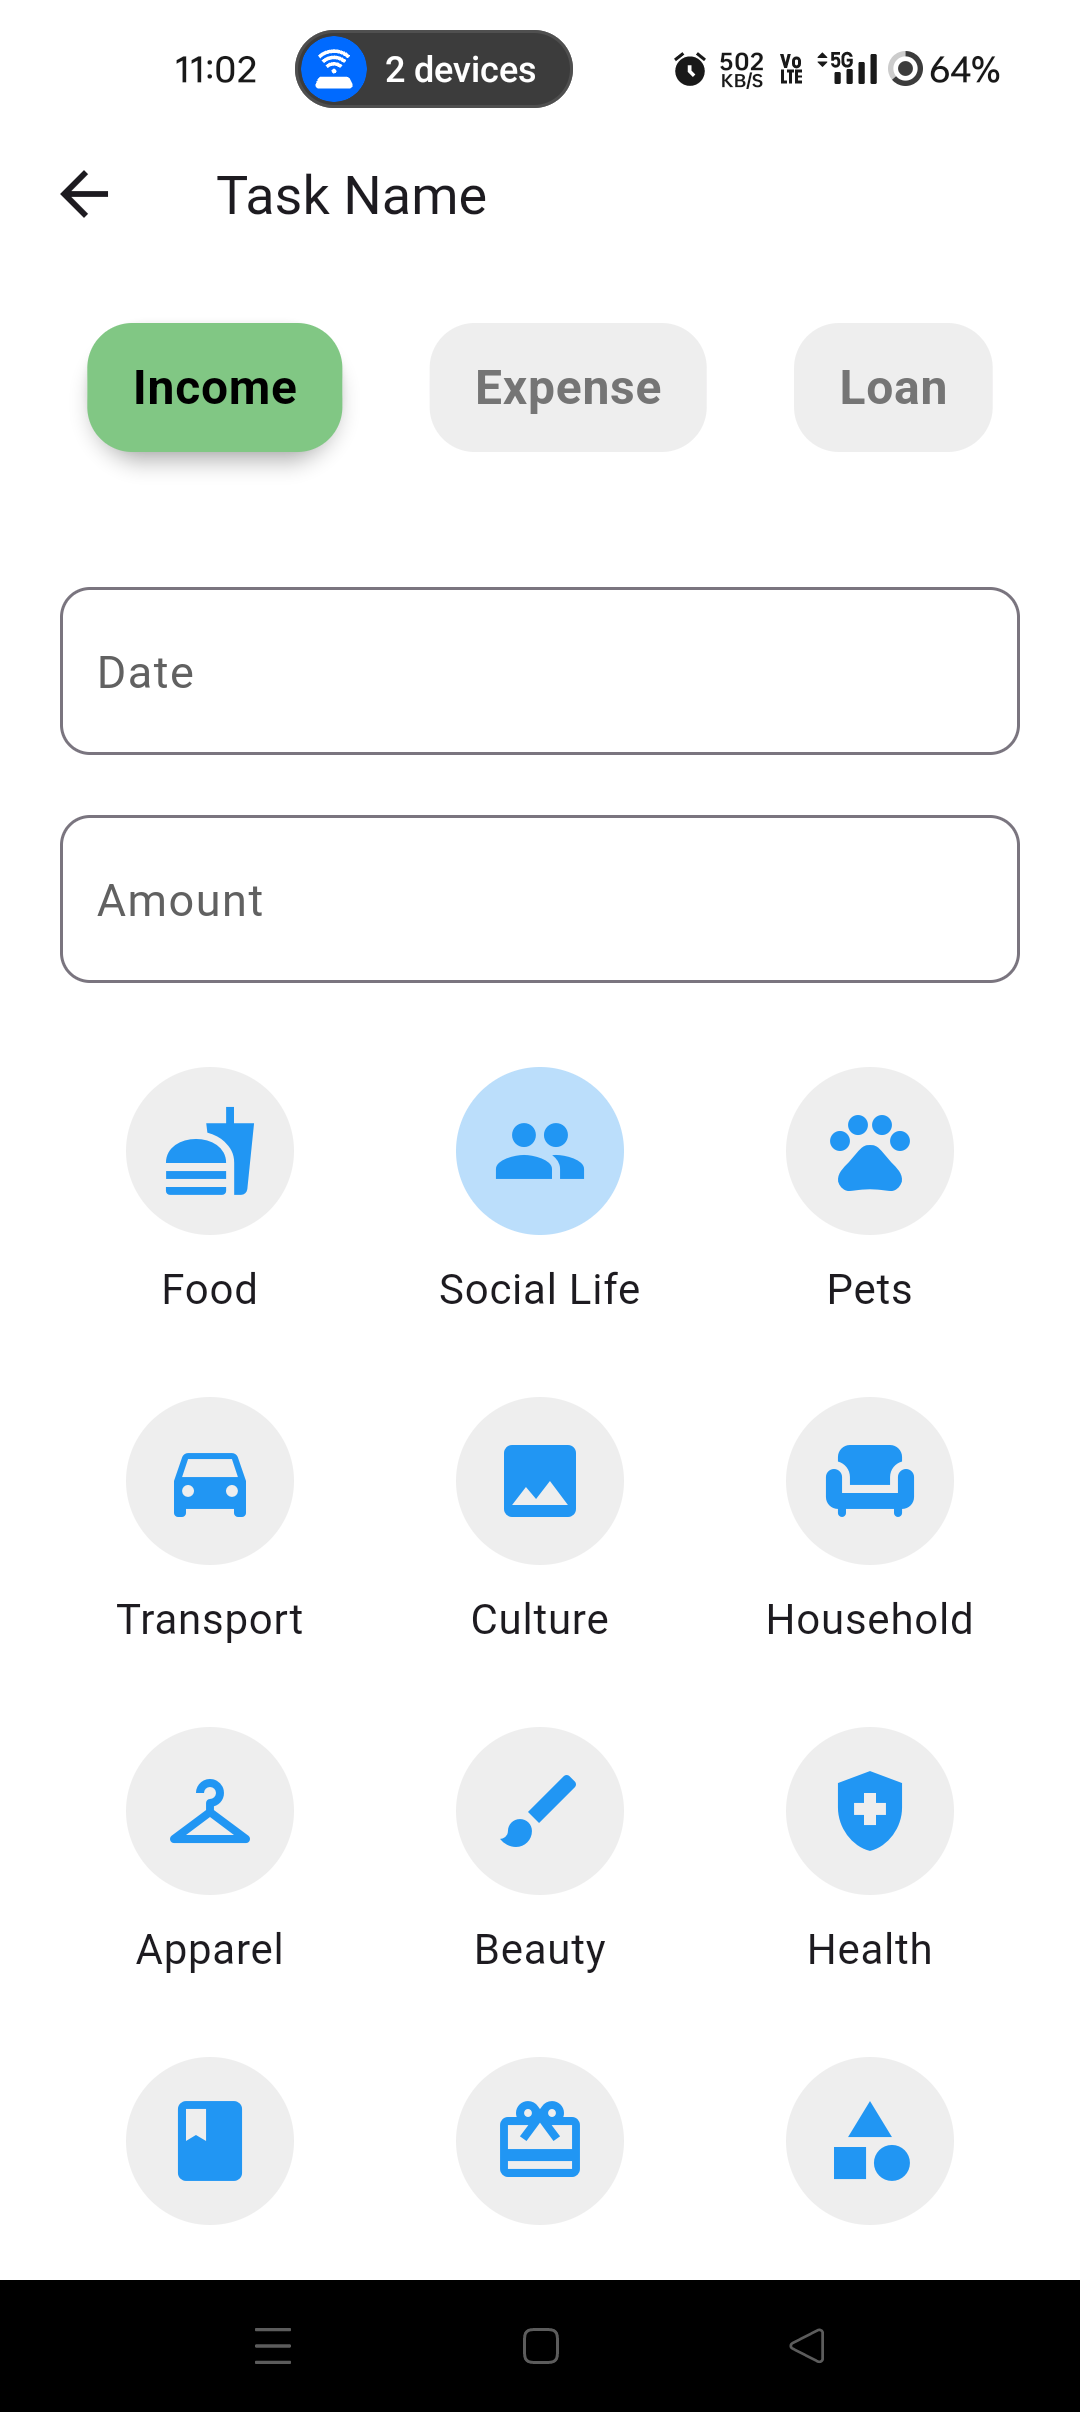 11:02 2 devices 502 KB/S Vo LTE 5G 64%
Task Name
Income Expense Loan
Date
Amount
Food Social Life Pets
Transport Culture Household
Apparel Beauty Health